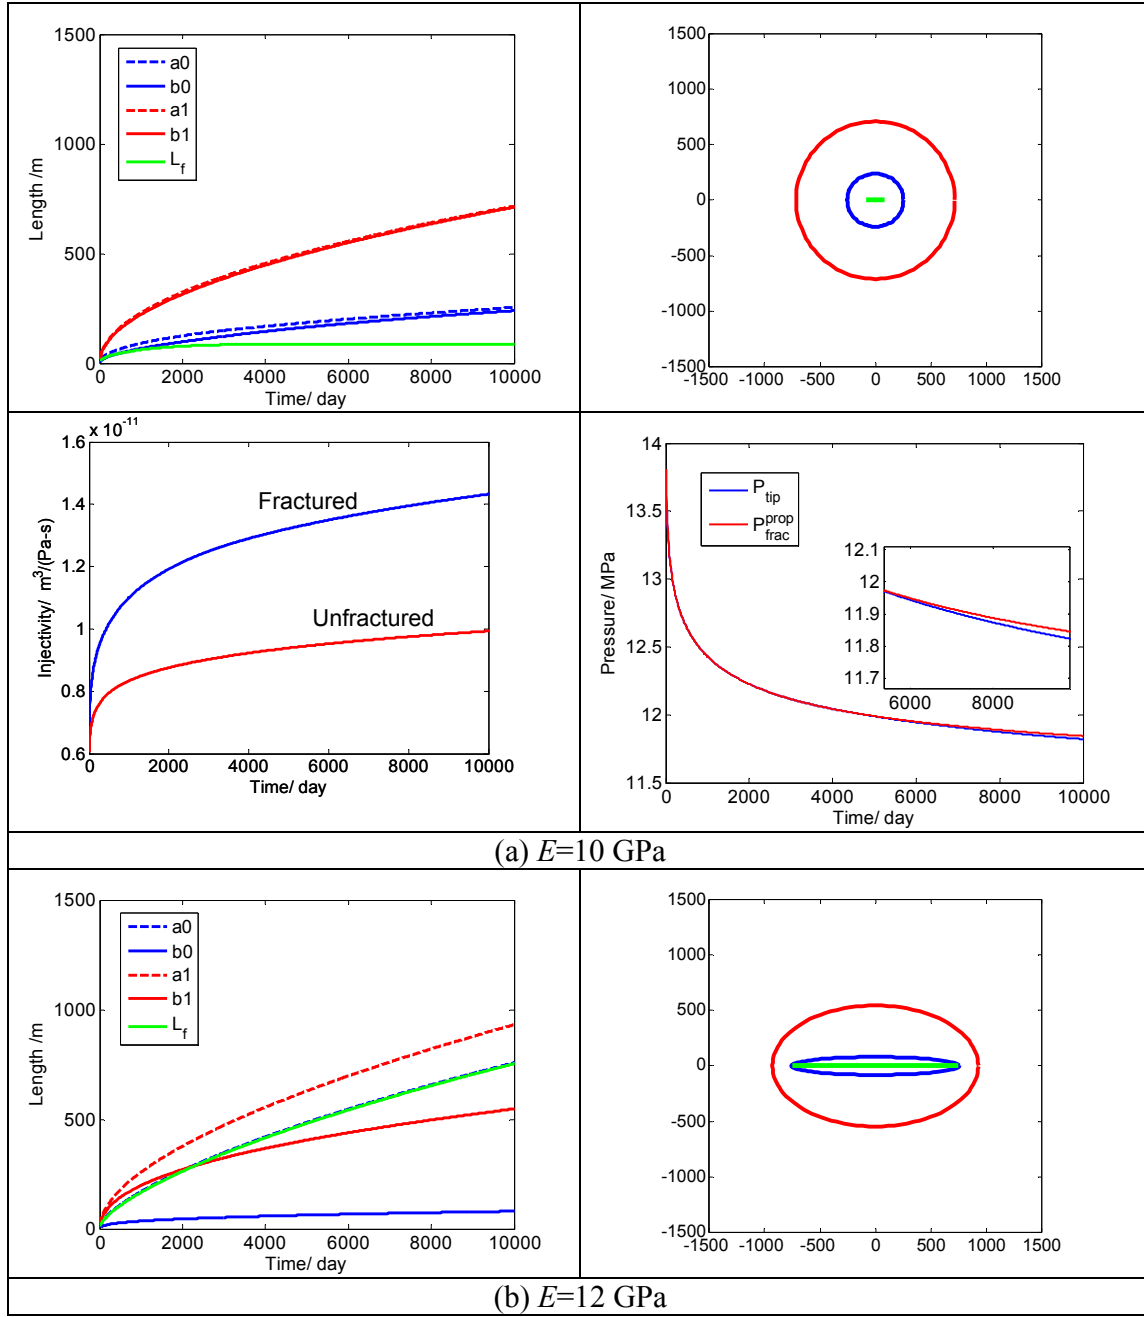 1500
1000
500
0
Length /m
a0
b0
a1
b1
L_f
0 2000 4000 6000 8000 10000
Time/ day
1500
1000
500
0
-500
-1000
-1500
-1500 -1000 -500 0 500 1000 1500
x 10^-11
1.6
1.4
1.2
1
0.8
0.6
Injectivity/ m^3/(Pa-s)
Fractured
Unfractured
0 2000 4000 6000 8000 10000
Time/ day
14
13.5
13
12.5
12
11.5
Pressure/ MPa
P_tip
P_frac^prop
12.1
12
11.9
11.8
11.7
6000 8000
0 2000 4000 6000 8000 10000
Time/ day
(a) E=10 GPa
1500
1000
500
0
Length /m
a0
b0
a1
b1
L_f
0 2000 4000 6000 8000 10000
Time/ day
1500
1000
500
0
-500
-1000
-1500
-1500 -1000 -500 0 500 1000 1500
(b) E=12 GPa